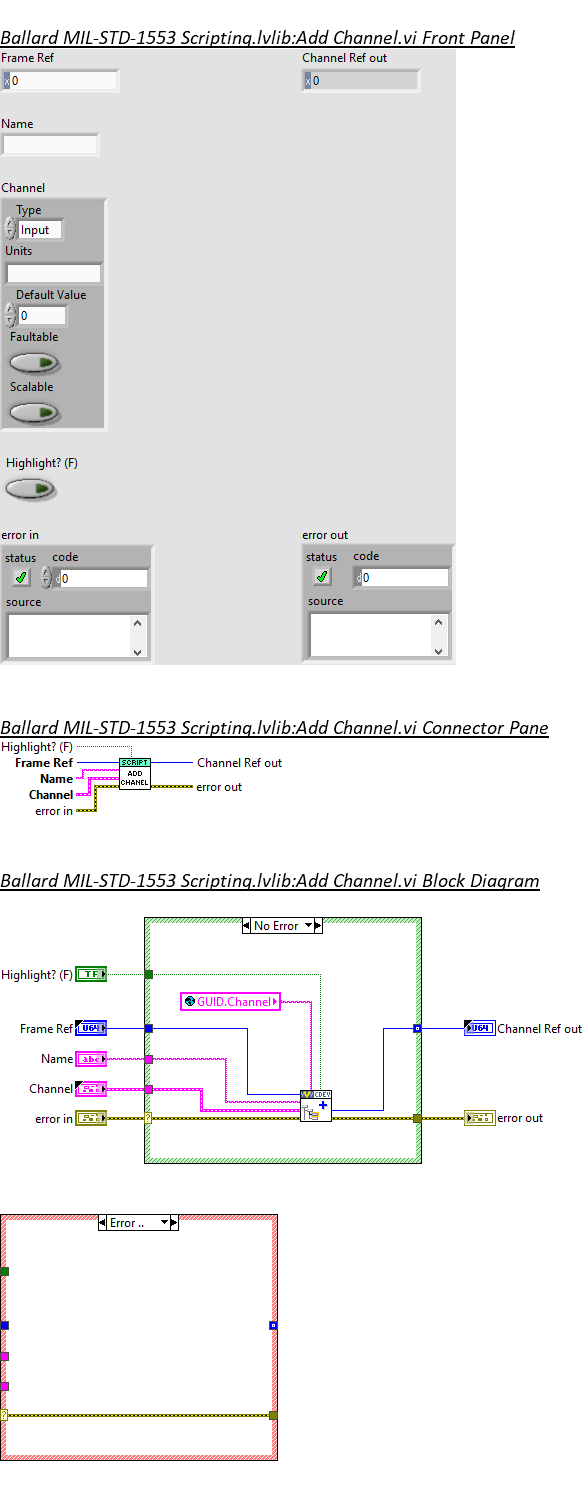 Ballard MIL-STD-1553 Scripting.lvlib:Add Channel.vi Front Panel
Frame Ref Channel Ref out
x 0 x 0
Name
Channel
Type
Input
Units
Default Value
0
Faultable
Scalable
Highlight? (F)
error in error out
status code status code
d 0 d 0
source source
Ballard MIL-STD-1553 Scripting.lvlib:Add Channel.vi Connector Pane
Highlight? (F)
Frame Ref SCRIPT Channel Ref out
Name ADD
CHANEL error out
Channel
error in
Ballard MIL-STD-1553 Scripting.lvlib:Add Channel.vi Block Diagram
No Error
Highlight? (F) TF
GUID.Channel
Frame Ref U64 U64 Channel Ref out
Name abc
Channel
CDEV
error in ? error out
Error ..
?